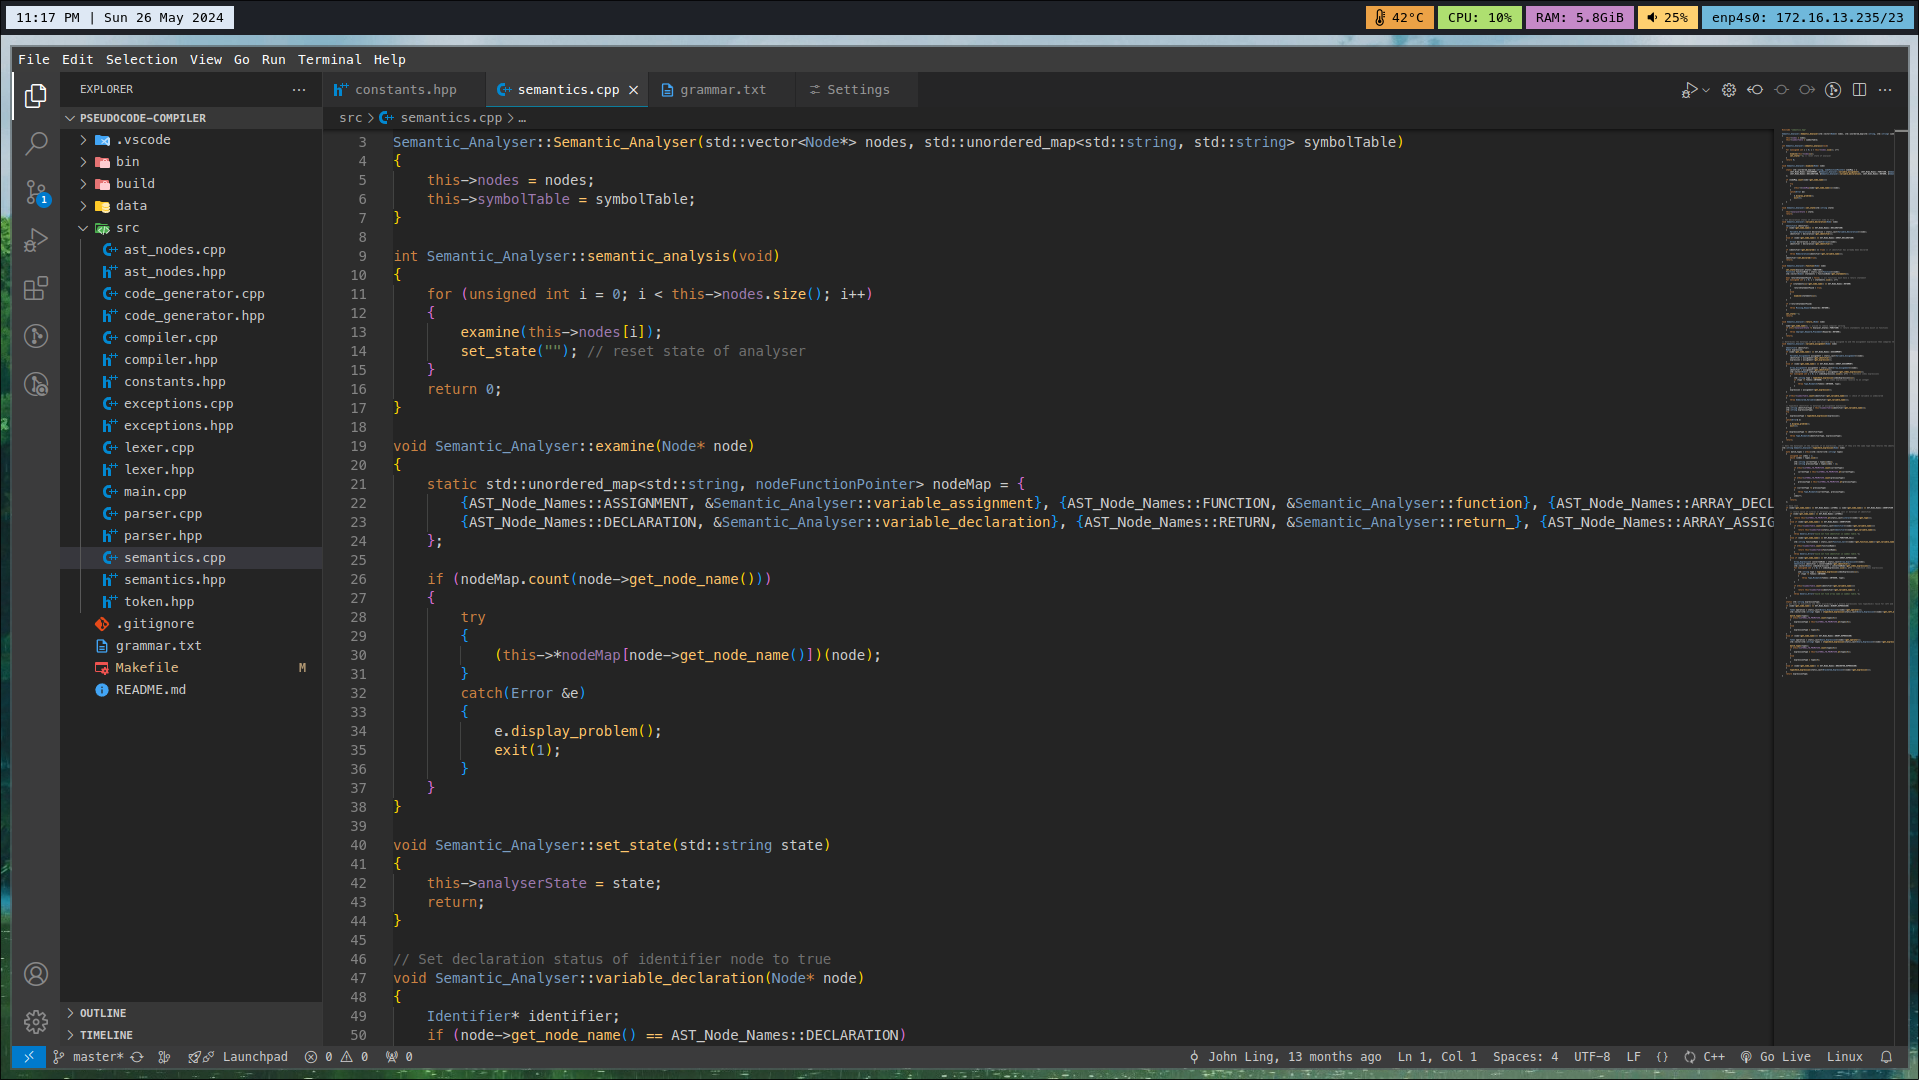 11:17 PM | Sun 26 May 2024
42°C
CPU: 10%
RAM: 5.8GiB
25%
enp4s0: 172.16.13.235/23
File Edit Selection View Go Run Terminal Help
EXPLORER
PSEUDOCODE-COMPILER
.vscode
bin
build
data
src
ast_nodes.cpp
ast_nodes.hpp
code_generator.cpp
code_generator.hpp
compiler.cpp
compiler.hpp
constants.hpp
exceptions.cpp
exceptions.hpp
lexer.cpp
lexer.hpp
main.cpp
parser.cpp
parser.hpp
semantics.cpp
semantics.hpp
token.hpp
.gitignore
grammar.txt
Makefile M
README.md
OUTLINE
TIMELINE
constants.hpp
semantics.cpp
grammar.txt
Settings
src > semantics.cpp > …
3 Semantic_Analyser::Semantic_Analyser(std::vector<Node*> nodes, std::unordered_map<std::string, std::string> symbolTable)
4 {
5 this->nodes = nodes;
6 this->symbolTable = symbolTable;
7 }
8
9 int Semantic_Analyser::semantic_analysis(void)
10 {
11 for (unsigned int i = 0; i < this->nodes.size(); i++)
12 {
13 examine(this->nodes[i]);
14 set_state(""); // reset state of analyser
15 }
16 return 0;
17 }
18
19 void Semantic_Analyser::examine(Node* node)
20 {
21 static std::unordered_map<std::string, nodeFunctionPointer> nodeMap = {
22 {AST_Node_Names::ASSIGNMENT, &Semantic_Analyser::variable_assignment}, {AST_Node_Names::FUNCTION, &Semantic_Analyser::function}, {AST_Node_Names::ARRAY_DECL
23 {AST_Node_Names::DECLARATION, &Semantic_Analyser::variable_declaration}, {AST_Node_Names::RETURN, &Semantic_Analyser::return_}, {AST_Node_Names::ARRAY_ASSIG
24 };
25
26 if (nodeMap.count(node->get_node_name()))
27 {
28 try
29 {
30 (this->*nodeMap[node->get_node_name()])(node);
31 }
32 catch(Error &e)
33 {
34 e.display_problem();
35 exit(1);
36 }
37 }
38 }
39
40 void Semantic_Analyser::set_state(std::string state)
41 {
42 this->analyserState = state;
43 return;
44 }
45
46 // Set declaration status of identifier node to true
47 void Semantic_Analyser::variable_declaration(Node* node)
48 {
49 Identifier* identifier;
50 if (node->get_node_name() == AST_Node_Names::DECLARATION)
1
master*
Launchpad
0 0
0
John Ling, 13 months ago
Ln 1, Col 1
Spaces: 4
UTF-8
LF
{}
C++
Go Live
Linux